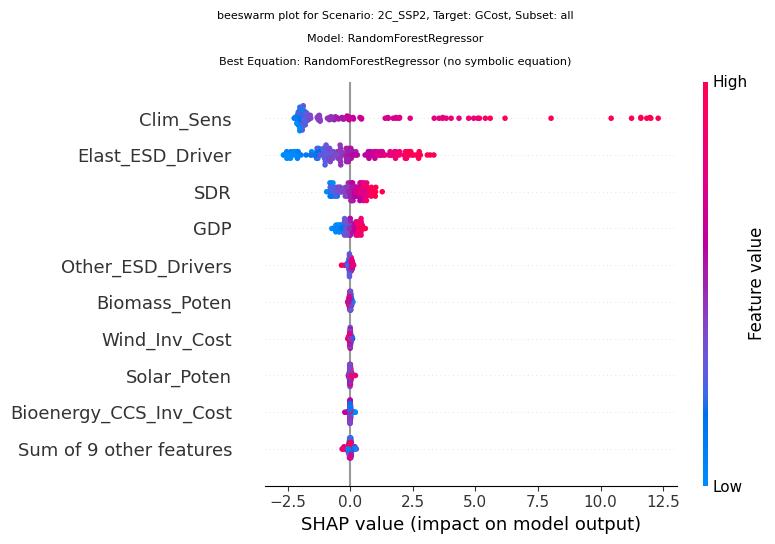 beeswarm plot for Scenario: 2C_SSP2, Target: GCost, Subset: all
Model: RandomForestRegressor
Best Equation: RandomForestRegressor (no symbolic equation)
High
Clim_Sens
Elast_ESD_Driver
SDR
GDP
Other_ESD_Drivers
Biomass_Poten
Wind_Inv_Cost
Solar_Poten
Bioenergy_CCS_Inv_Cost
Sum of 9 other features
Feature value
Low
−2.5 0.0 2.5 5.0 7.5 10.0 12.5
SHAP value (impact on model output)